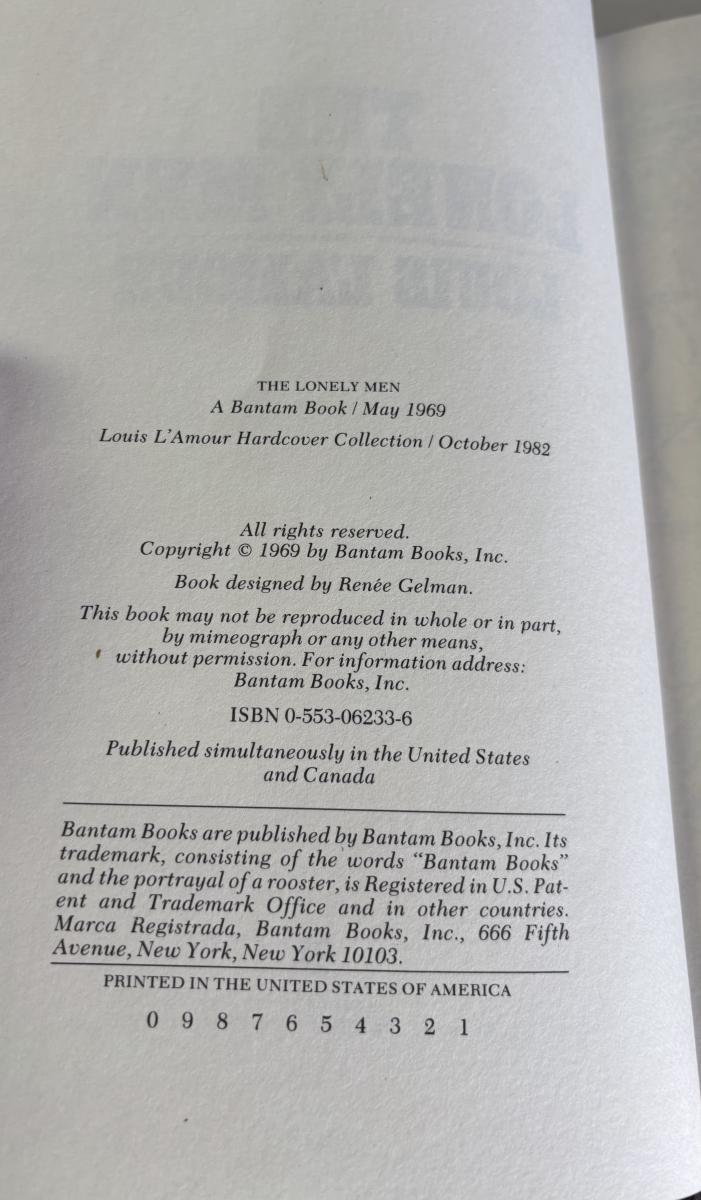 THE LONELY MEN
A Bantam Book / May 1969
Louis L'Amour Hardcover Collection / October 1982
All rights reserved.
Copyright © 1969 by Bantam Books, Inc.
Book designed by Renée Gelman.
This book may not be reproduced in whole or in part,
by mimeograph or any other means,
without permission. For information address:
Bantam Books, Inc.
ISBN 0-553-06233-6
Published simultaneously in the United States
and Canada
Bantam Books are published by Bantam Books, Inc. Its
trademark, consisting of the words “Bantam Books”
and the portrayal of a rooster, is Registered in U.S. Pat-
ent and Trademark Office and in other countries.
Marca Registrada, Bantam Books, Inc., 666 Fifth
Avenue, New York, New York 10103.
PRINTED IN THE UNITED STATES OF AMERICA
0 9 8 7 6 5 4 3 2 1